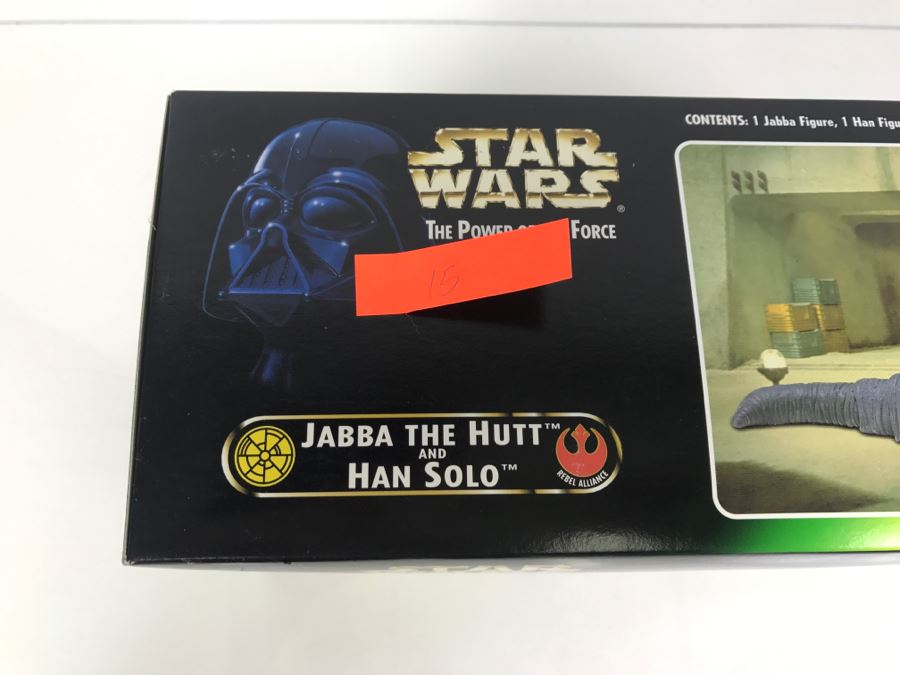 STAR
WARS®
THE POWER FORCE
15
CONTENTS: 1 Jabba Figure, 1 Han Figu
JABBA THE HUTT™
AND
HAN SOLO™
REBEL ALLIANCE
STAR